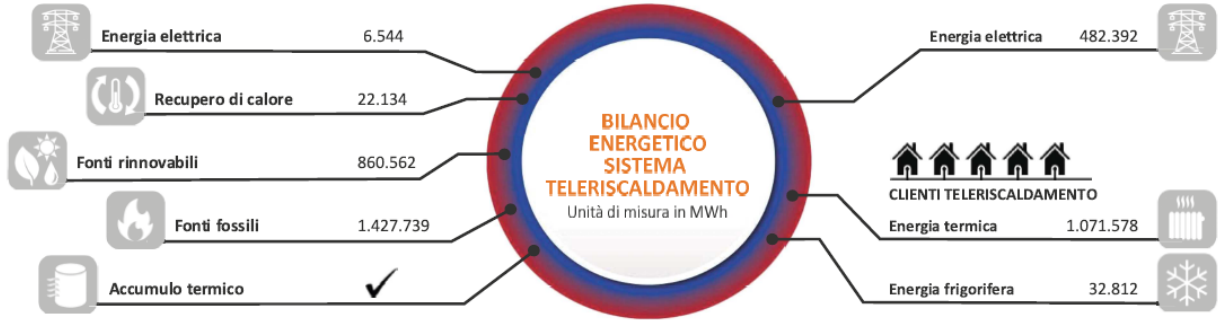 Energia elettrica 6.544
Recupero di calore 22.134
Fonti rinnovabili 860.562
Fonti fossili 1.427.739
Accumulo termico
BILANCIO
ENERGETICO
SISTEMA
TELERISCALDAMENTO
Unità di misura in MWh
Energia elettrica 482.392
CLIENTI TELERISCALDAMENTO
Energia termica 1.071.578
Energia frigorifera 32.812